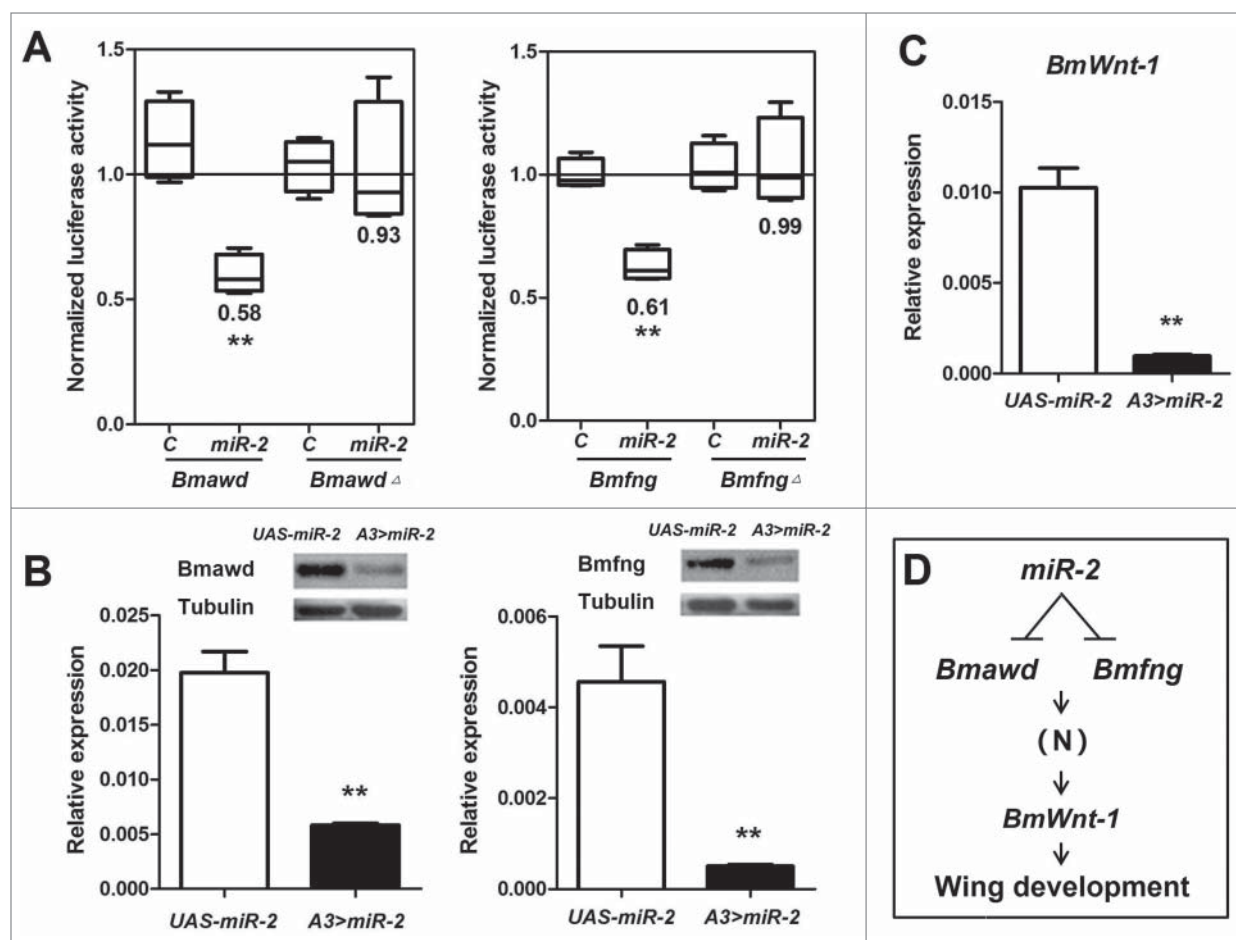 A
Normalized luciferase activity
1.5
1.0
0.5
0.0
0.58
**
0.93
C miR-2 C miR-2
Bmawd Bmawd△
Normalized luciferase activity
1.5
1.0
0.5
0.0
0.61
**
0.99
C miR-2 C miR-2
Bmfng Bmfng△
C
BmWnt-1
Relative expression
0.015
0.010
0.005
0.000
**
UAS-miR-2 A3>miR-2
B
UAS-miR-2 A3>miR-2
Bmawd
Tubulin
Relative expression
0.025
0.020
0.015
0.010
0.005
0.000
**
UAS-miR-2 A3>miR-2
UAS-miR-2 A3>miR-2
Bmfng
Tubulin
Relative expression
0.006
0.004
0.002
0.000
**
UAS-miR-2 A3>miR-2
D
miR-2
Bmawd Bmfng
(N)
BmWnt-1
Wing development